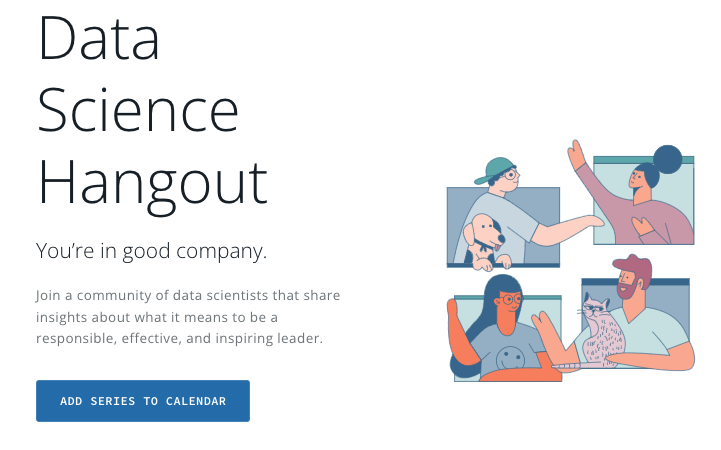 Data
Science
Hangout
You’re in good company.
Join a community of data scientists that share
insights about what it means to be a
responsible, effective, and inspiring leader.
ADD SERIES TO CALENDAR